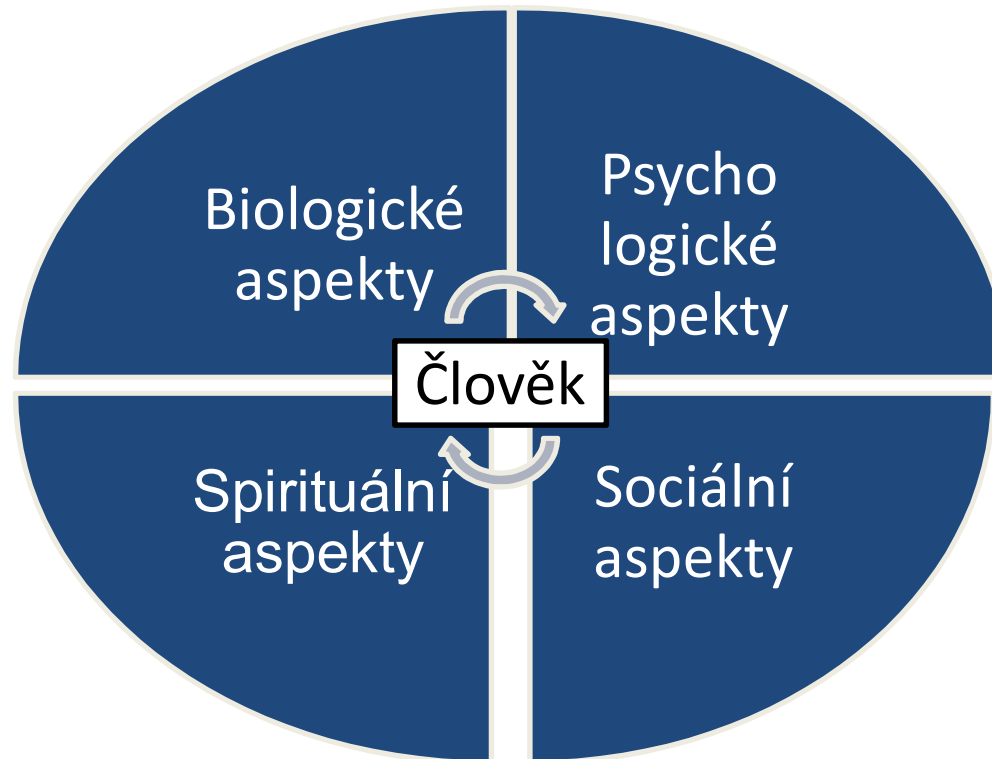 Biologické
aspekty
Psycho
logické
aspekty
Člověk
Spirituální
aspekty
Sociální
aspekty